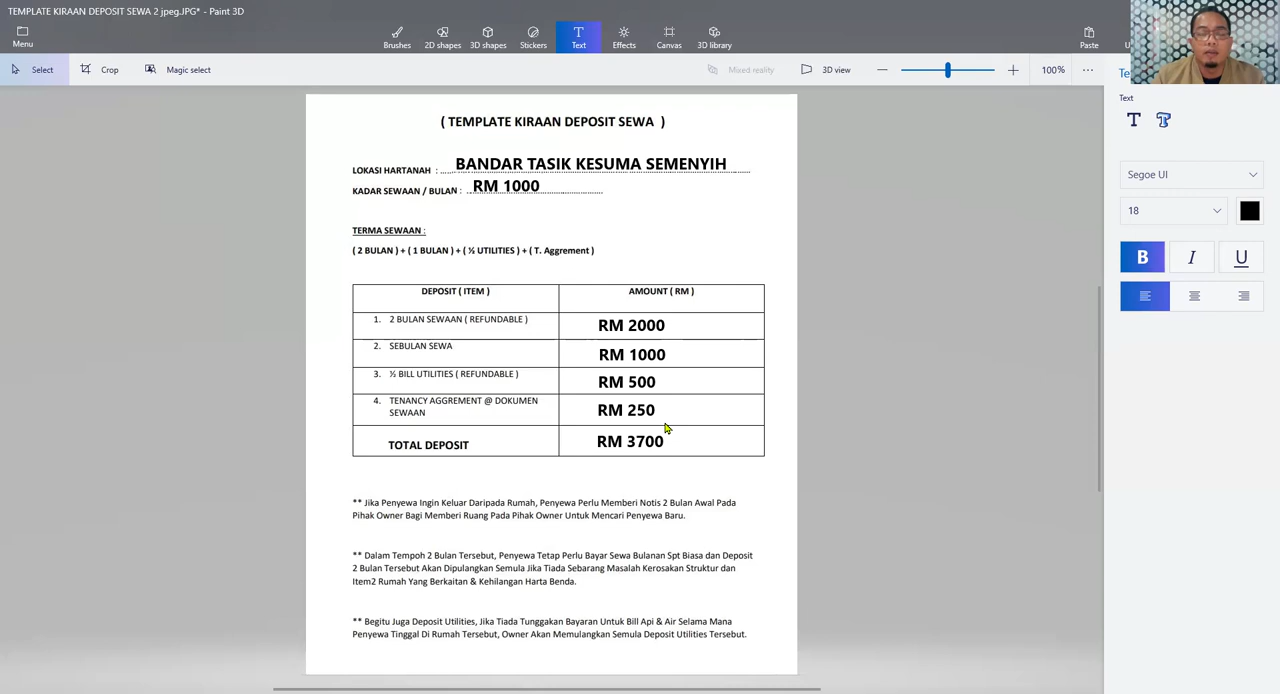 TEMPLATE KIRAAN DEPOSIT SEWA 2 jpeg.JPG* - Paint 3D
Menu
Brushes
2D shapes
3D shapes
Stickers
Text
Effects
Canvas
3D library
Paste
Select
Crop
Magic select
Mixed reality
3D view
100%
Text
Segoe UI
18
B I U
( TEMPLATE KIRAAN DEPOSIT SEWA )
LOKASI HARTANAH : BANDAR TASIK KESUMA SEMENYIH
KADAR SEWAAN / BULAN : RM 1000
TERMA SEWAAN :
( 2 BULAN ) + ( 1 BULAN ) + ( ½ UTILITIES ) + ( T. Aggrement )
DEPOSIT ( ITEM ) AMOUNT ( RM )
1. 2 BULAN SEWAAN ( REFUNDABLE ) RM 2000
2. SEBULAN SEWA RM 1000
3. ½ BILL UTILITIES ( REFUNDABLE ) RM 500
4. TENANCY AGGREMENT @ DOKUMEN
SEWAAN RM 250
TOTAL DEPOSIT RM 3700
** Jika Penyewa Ingin Keluar Daripada Rumah, Penyewa Perlu Memberi Notis 2 Bulan Awal Pada
Pihak Owner Bagi Memberi Ruang Pada Pihak Owner Untuk Mencari Penyewa Baru.
** Dalam Tempoh 2 Bulan Tersebut, Penyewa Tetap Perlu Bayar Sewa Bulanan Spt Biasa dan Deposit
2 Bulan Tersebut Akan Dipulangkan Semula Jika Tiada Sebarang Masalah Kerosakan Struktur dan
Item2 Rumah Yang Berkaitan & Kehilangan Harta Benda.
** Begitu Juga Deposit Utilities, Jika Tiada Tunggakan Bayaran Untuk Bill Api & Air Selama Mana
Penyewa Tinggal Di Rumah Tersebut, Owner Akan Memulangkan Semula Deposit Utilities Tersebut.